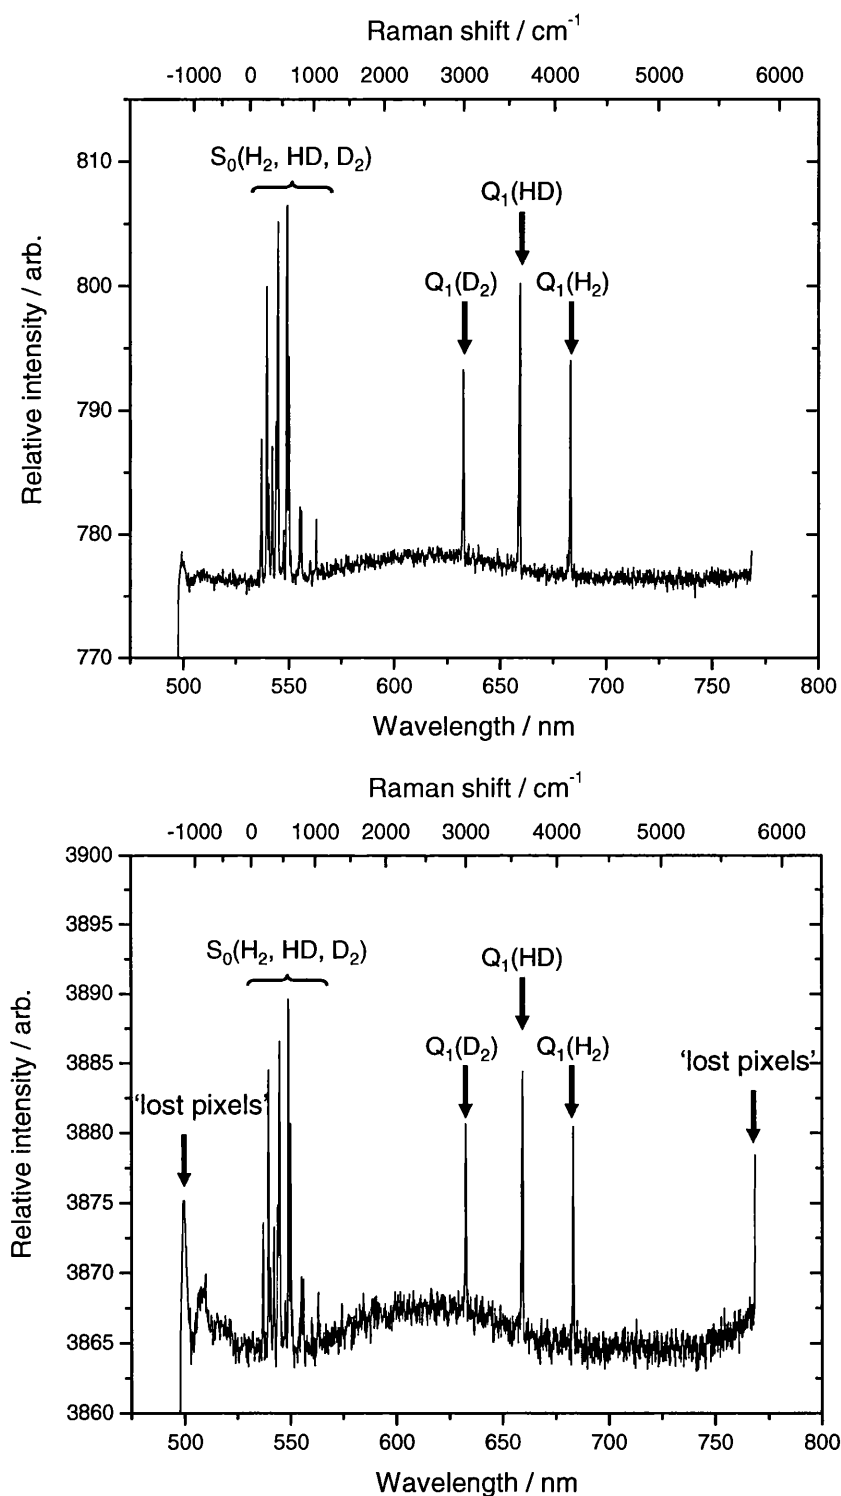 Raman shift / cm⁻¹
-1000 0 1000 2000 3000 4000 5000 6000
S₀(H₂, HD, D₂)
Q₁(HD)
Q₁(D₂) Q₁(H₂)
810
800
790
780
770
Relative intensity / arb.
500 550 600 650 700 750 800
Wavelength / nm
Raman shift / cm⁻¹
-1000 0 1000 2000 3000 4000 5000 6000
3900
3895
3890
3885
3880
3875
3870
3865
3860
Relative intensity / arb.
S₀(H₂, HD, D₂)
Q₁(HD)
Q₁(D₂) Q₁(H₂)
'lost pixels'
'lost pixels'
500 550 600 650 700 750 800
Wavelength / nm